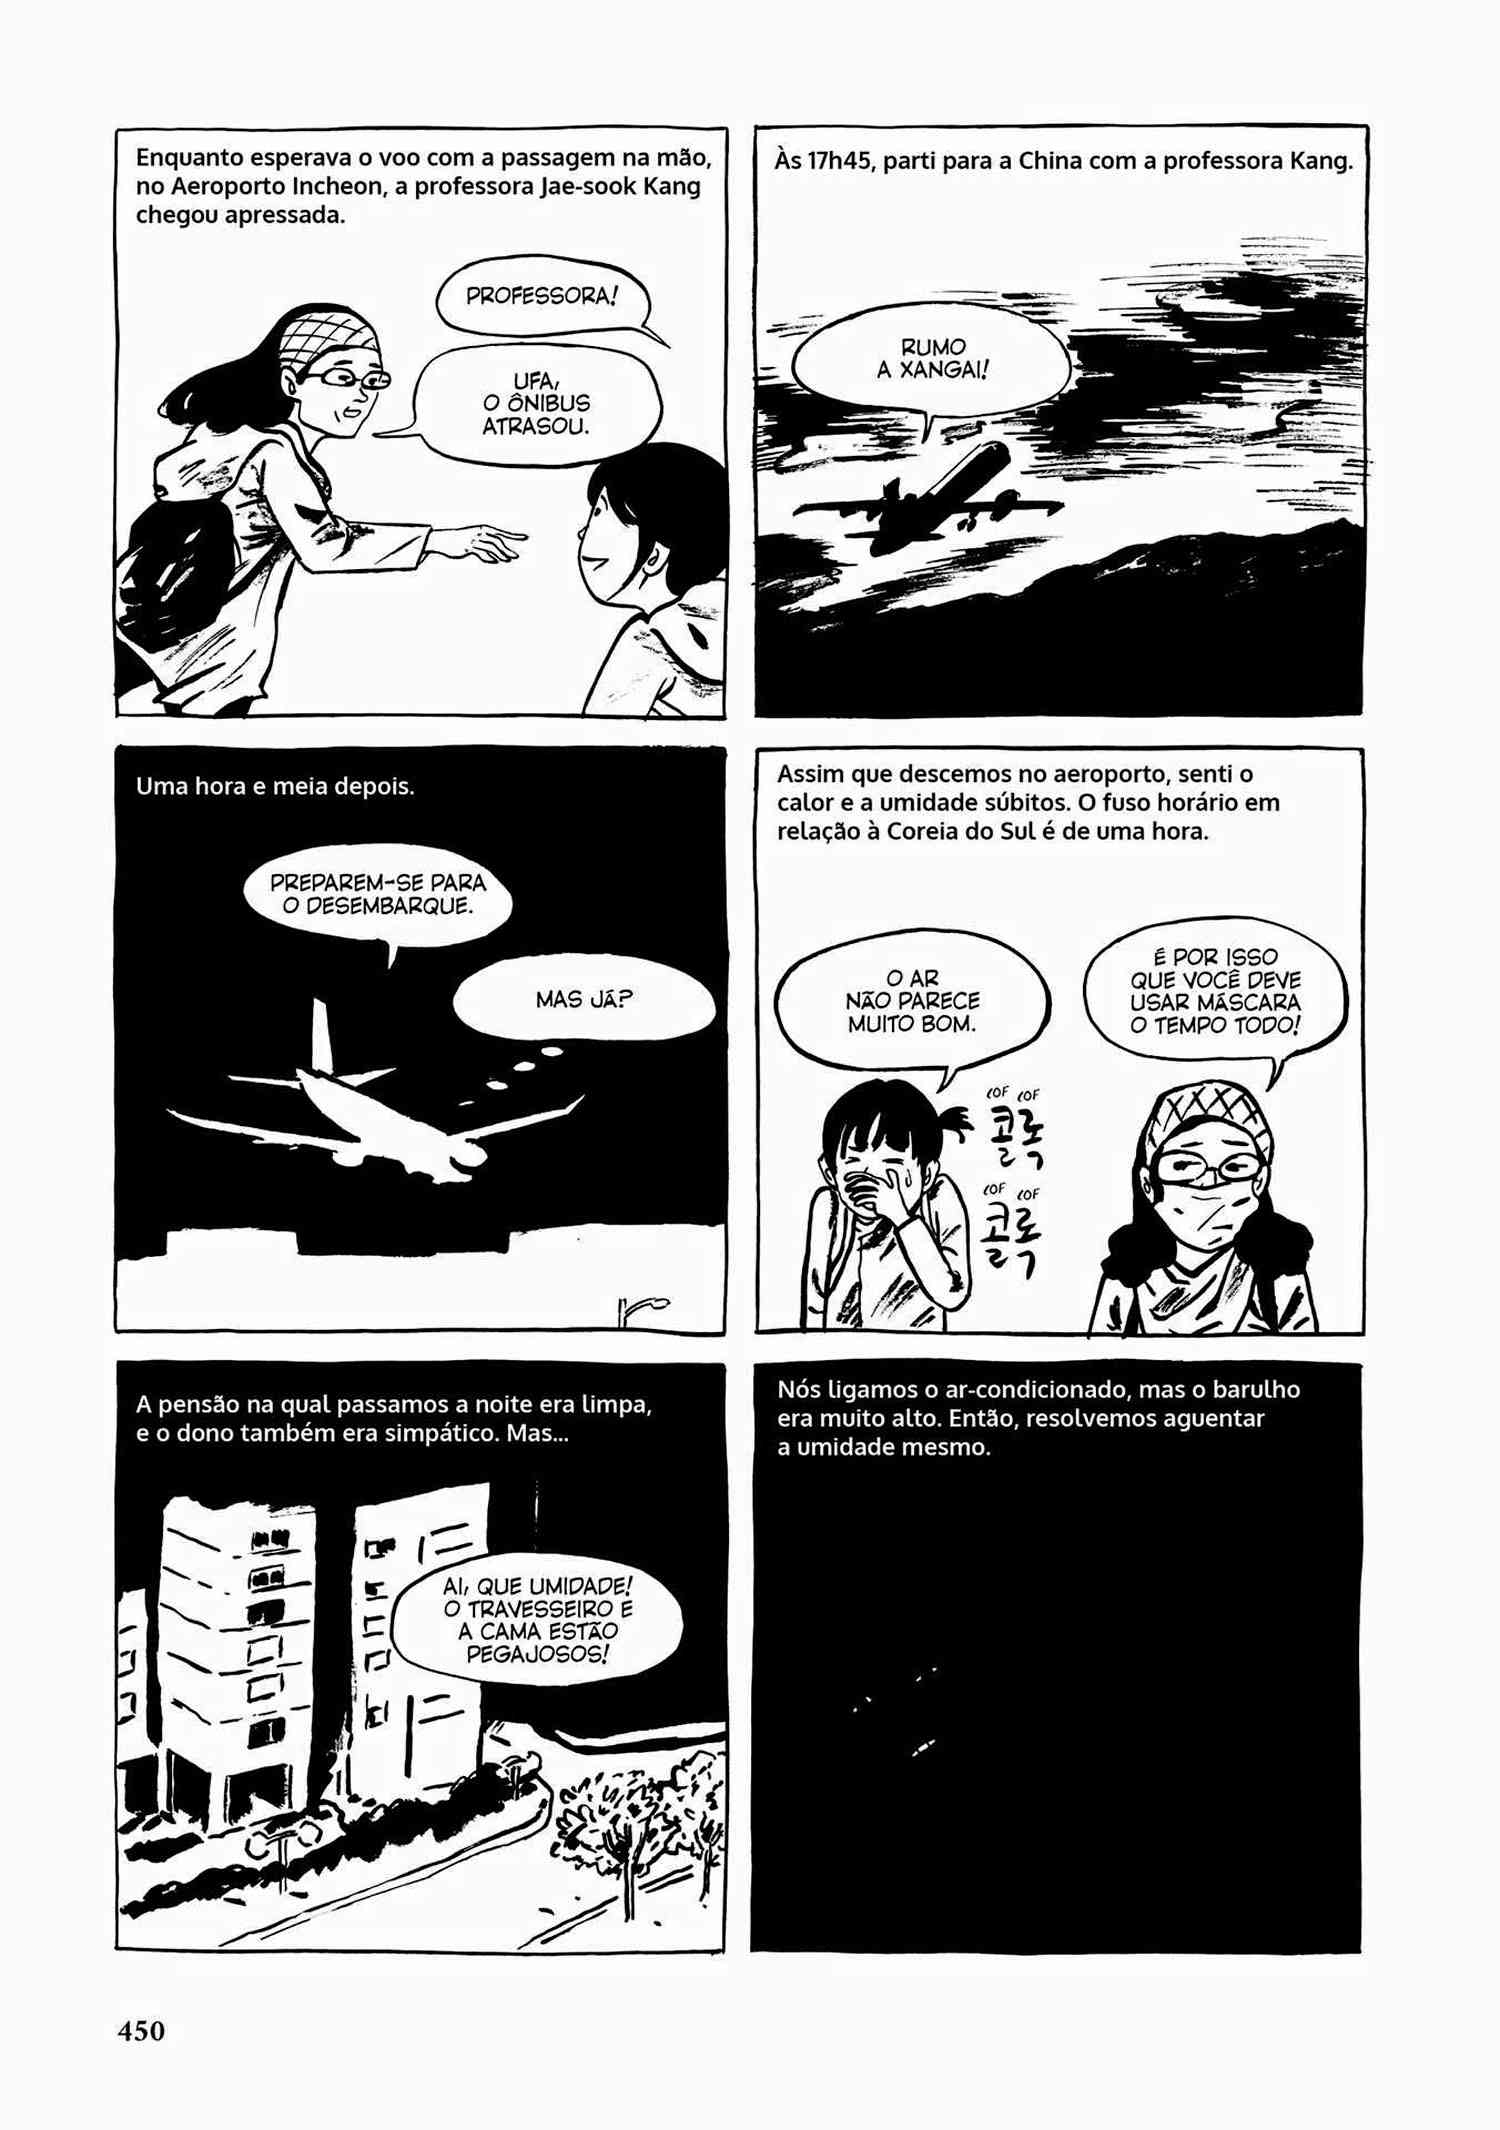 Enquanto esperava o voo com a passagem na mão,
no Aeroporto Incheon, a professora Jae-sook Kang
chegou apressada.
PROFESSORA!
UFA,
O ÔNIBUS
ATRASOU.
Às 17h45, parti para a China com a professora Kang.
RUMO
A XANGAI!
Uma hora e meia depois.
PREPAREM-SE PARA
O DESEMBARQUE.
MAS JÁ?
Assim que descemos no aeroporto, senti o
calor e a umidade súbitos. O fuso horário em
relação à Coreia do Sul é de uma hora.
O AR
NÃO PARECE
MUITO BOM.
É POR ISSO
QUE VOCÊ DEVE
USAR MÁSCARA
O TEMPO TODO!
COF COF
콜록
COF COF
콜록
A pensão na qual passamos a noite era limpa,
e o dono também era simpático. Mas...
AI, QUE UMIDADE!
O TRAVESSEIRO E
A CAMA ESTÃO
PEGAJOSOS!
Nós ligamos o ar-condicionado, mas o barulho
era muito alto. Então, resolvemos aguentar
a umidade mesmo.
450